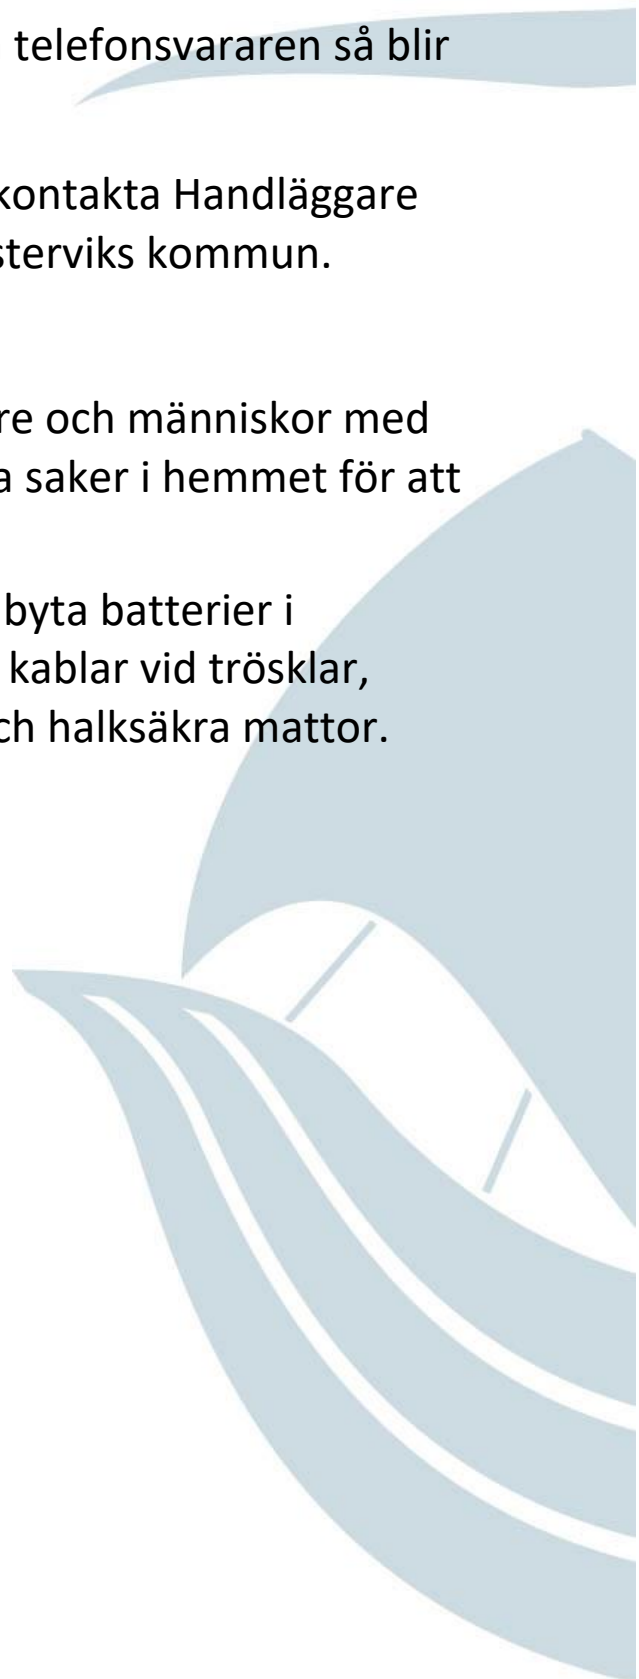 telefonsvararen så blir
kontakta Handläggare
sterviks kommun.
re och människor med
a saker i hemmet för att
byta batterier i
kablar vid trösklar,
ch halksäkra mattor.